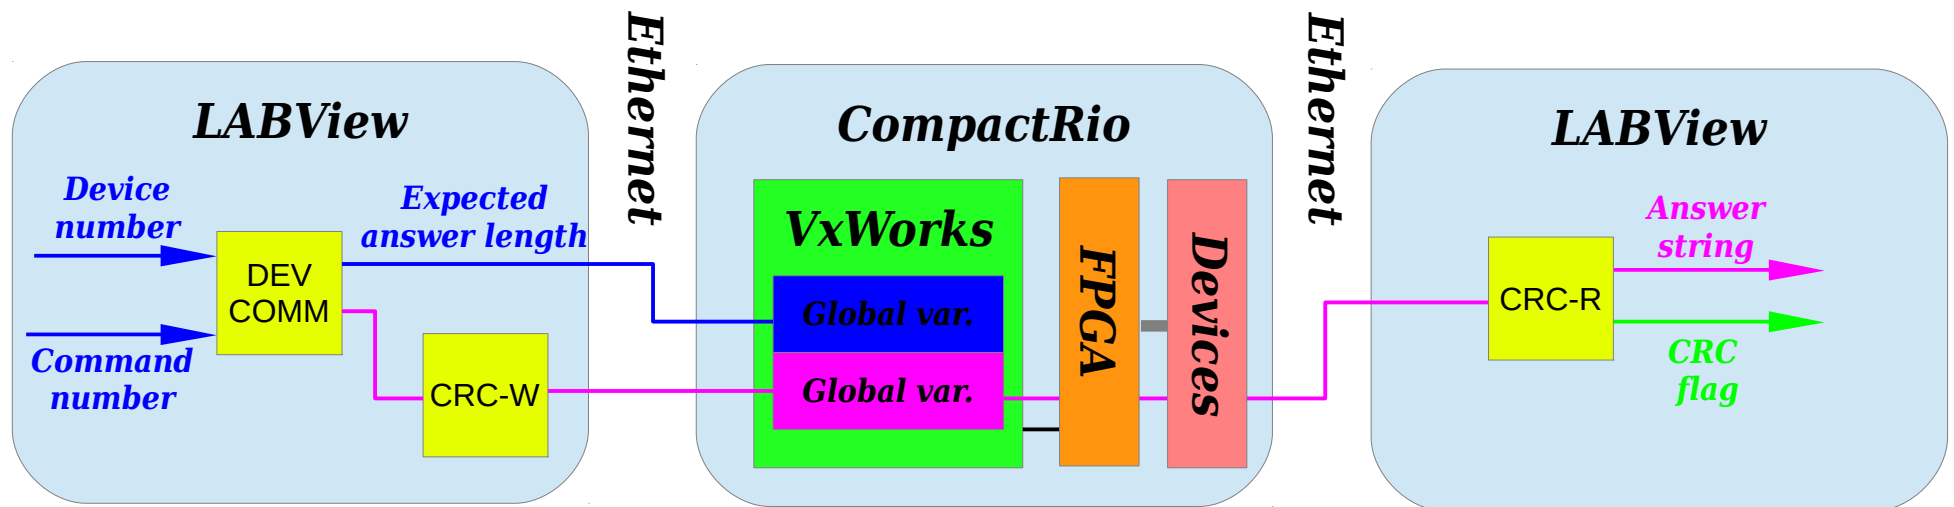 LABView
Device
number
Expected
answer length
DEV
COMM
Command
number
CRC-W
Ethernet
CompactRio
VxWorks
Global var.
Global var.
FPGA
Devices
Ethernet
LABView
Answer
string
CRC-R
CRC
flag